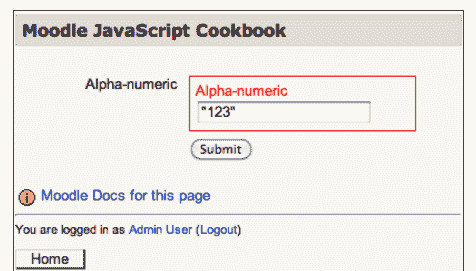 Moodle JavaScript Cookbook
Alpha-numeric
Alpha-numeric
"123"
Submit
Moodle Docs for this page
You are logged in as Admin User (Logout)
Home